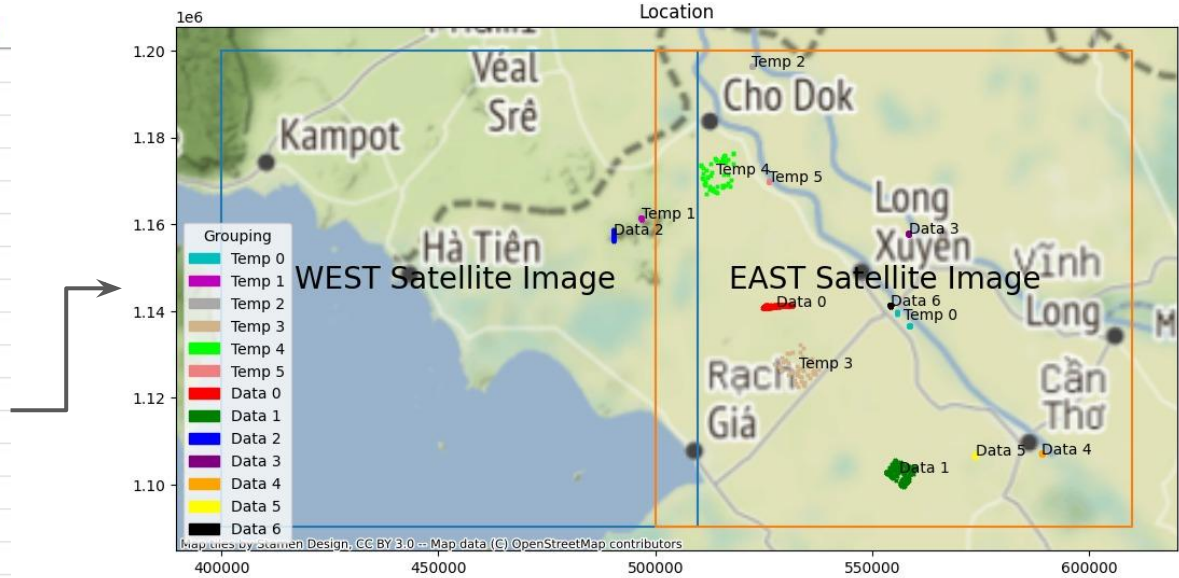 Location
1e6
1.20
1.18
1.16
1.14
1.12
1.10
400000
450000
500000
550000
600000
Véal
Srê
Kampot
Hà Tiên
Cho Dok
Long
Xuyên
Vĩnh
Long
Rạch
Giá
Cần
Thơ
M
WEST Satellite Image
EAST Satellite Image
Temp 2
Temp 4
Temp 5
Temp 1
Data 2
Data 3
Data 0
Data 6
Temp 0
Temp 3
Data 5
Data 4
Data 1
Grouping
Temp 0
Temp 1
Temp 2
Temp 3
Temp 4
Temp 5
Data 0
Data 1
Data 2
Data 3
Data 4
Data 5
Data 6
Map tiles by Stamen Design, CC BY 3.0 -- Map data (C) OpenStreetMap contributors